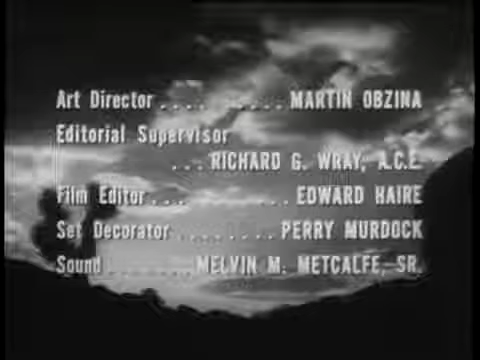 Art Director . . . . . . . . . MARTIN OBZINA
Editorial Supervisor
. . . RICHARD G. WRAY, A.C.E.
Film Editor . . . . . . . EDWARD HAIRE
Set Decorator . . . . . . . . PERRY MURDOCK
Sound . . . . . . . MELVIN M. METCALFE, SR.